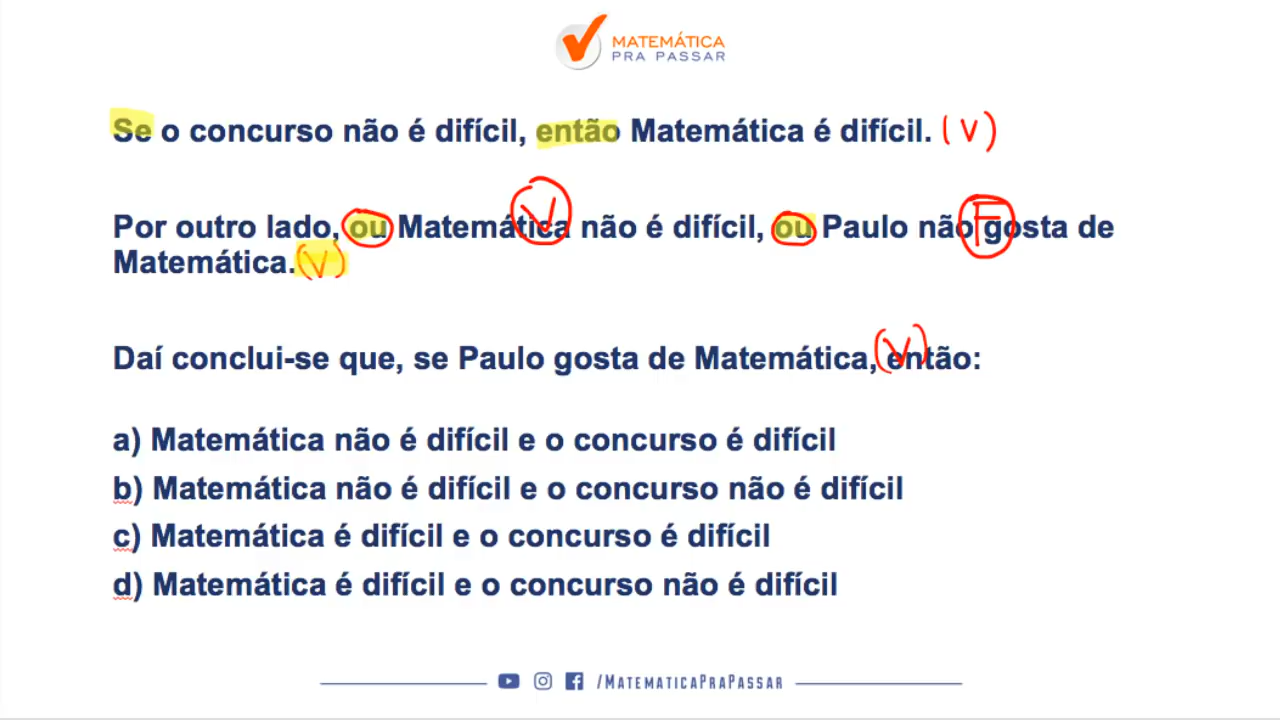 MATEMÁTICA
PRA PASSAR
Se o concurso não é difícil, então Matemática é difícil. (V)
Por outro lado, ou Matemática não é difícil, ou Paulo não gosta de
V F
Matemática. (V)
Daí conclui-se que, se Paulo gosta de Matemática, então:
(V)
a) Matemática não é difícil e o concurso é difícil
b) Matemática não é difícil e o concurso não é difícil
c) Matemática é difícil e o concurso é difícil
d) Matemática é difícil e o concurso não é difícil
/MATEMATICAPRAPASSAR